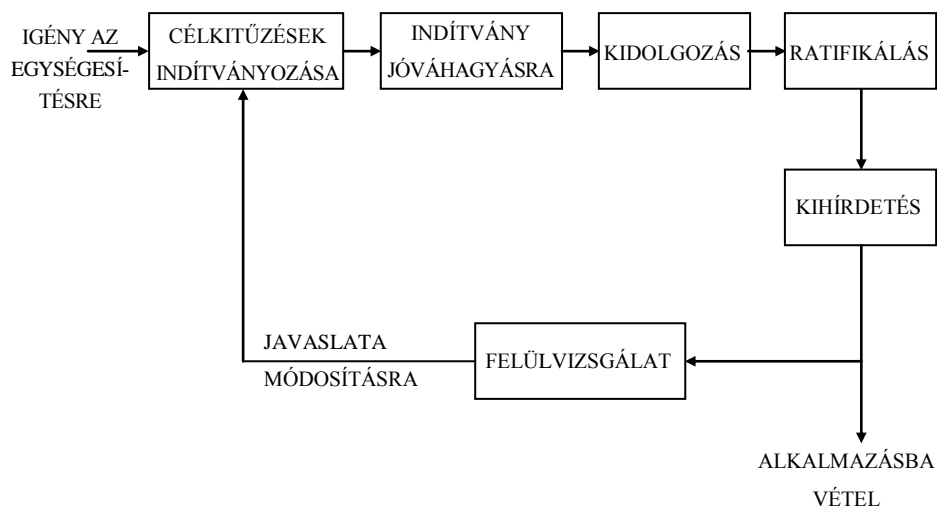 IGÉNY AZ
EGYSÉGESÍ-
TÉSRE
CÉLKITŰZÉSEK
INDÍTVÁNYOZÁSA
INDÍTVÁNY
JÓVÁHAGYÁSRA
KIDOLGOZÁS
RATIFIKÁLÁS
KIHÍRDETÉS
FELÜLVIZSGÁLAT
JAVASLATA
MÓDOSÍTÁSRA
ALKALMAZÁSBA
VÉTEL